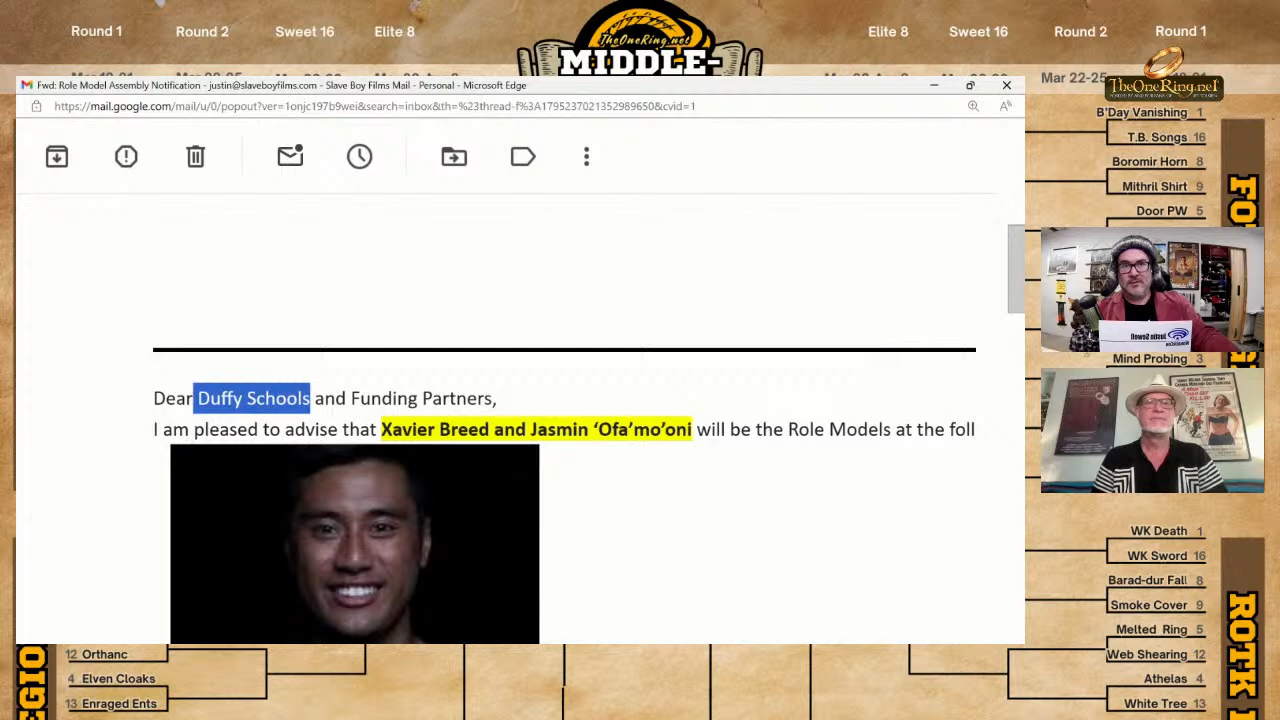 Round 1 Round 2 Sweet 16 Elite 8
Elite 8 Sweet 16 Round 2 Round 1
TheOneRing.net
MIDDLE-
Mar 22-25
TheOneRing.net
Fwd: Role Model Assembly Notification - justin@slaveboyfilms.com - Slave Boy Films Mail - Personal - Microsoft Edge
https://mail.google.com/mail/u/0/popout?ver=1onjc197b9wei&search=inbox&th=%23thread-f%3A1795237021352989650&cvid=1
Dear Duffy Schools and Funding Partners,
I am pleased to advise that Xavier Breed and Jasmin ‘Ofa’mo’oni will be the Role Models at the foll
B'Day Vanishing 1
T.B. Songs 16
Boromir Horn 8
Mithril Shirt 9
Door PW 5
Mind Probing 3
WK Death 1
WK Sword 16
Barad-dur Fall 8
Smoke Cover 9
Melted Ring 5
Web Shearing 12
Athelas 4
White Tree 13
12 Orthanc
4 Elven Cloaks
13 Enraged Ents
FO
ROTK
EGIO